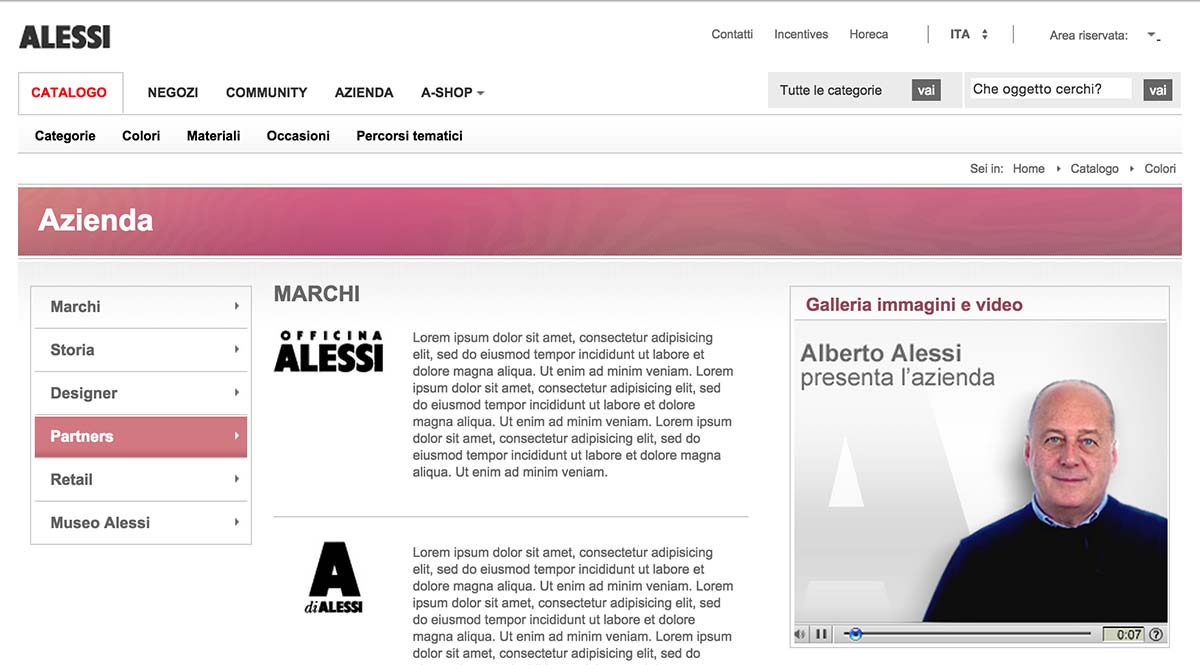 ALESSI
Contatti Incentives Horeca ITA Area riservata:
CATALOGO NEGOZI COMMUNITY AZIENDA A-SHOP
Tutte le categorie vai Che oggetto cerchi? vai
Categorie Colori Materiali Occasioni Percorsi tematici
Sei in: Home Catalogo Colori
Azienda
Marchi
Storia
Designer
Partners
Retail
Museo Alessi
MARCHI
OFFICINA
ALESSI
Lorem ipsum dolor sit amet, consectetur adipisicing
elit, sed do eiusmod tempor incididunt ut labore et
dolore magna aliqua. Ut enim ad minim veniam. Lorem
ipsum dolor sit amet, consectetur adipisicing elit, sed
do eiusmod tempor incididunt ut labore et dolore
magna aliqua. Ut enim ad minim veniam. Lorem ipsum
dolor sit amet, consectetur adipisicing elit, sed do
eiusmod tempor incididunt ut labore et dolore magna
aliqua. Ut enim ad minim veniam.
A
diALESSI
Lorem ipsum dolor sit amet, consectetur adipisicing
elit, sed do eiusmod tempor incididunt ut labore et
dolore magna aliqua. Ut enim ad minim veniam. Lorem
ipsum dolor sit amet, consectetur adipisicing elit, sed
do eiusmod tempor incididunt ut labore et dolore
magna aliqua. Ut enim ad minim veniam. Lorem ipsum
dolor sit amet, consectetur adipisicing elit, sed do
Galleria immagini e video
Alberto Alessi
presenta l'azienda
A
0:07 ?